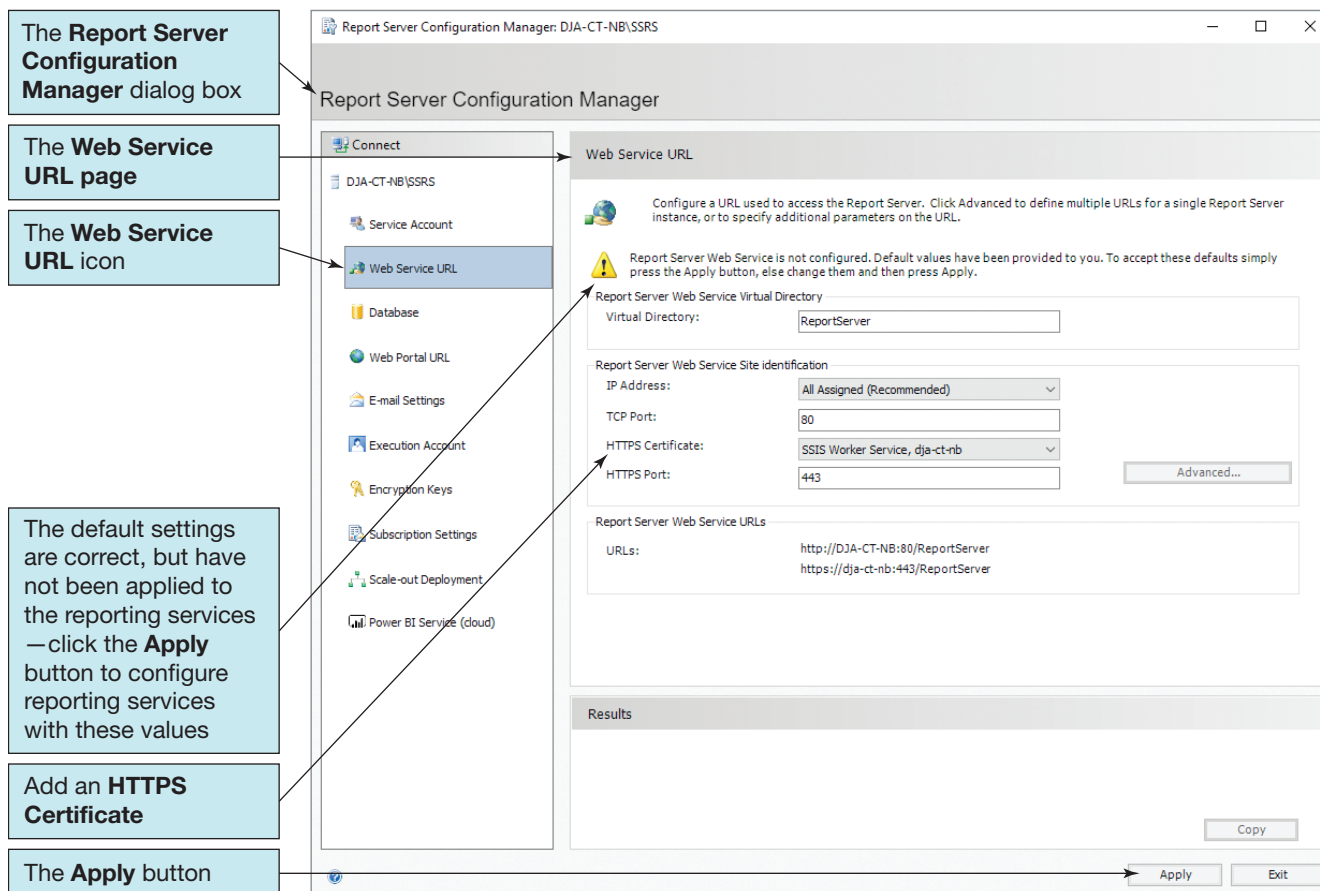 The Report Server
Configuration
Manager dialog box
The Web Service
URL page
The Web Service
URL icon
The default settings
are correct, but have
not been applied to
the reporting services
—click the Apply
button to configure
reporting services
with these values
Add an HTTPS
Certificate
The Apply button
Report Server Configuration Manager: DJA-CT-NB\SSRS
Report Server Configuration Manager
Connect
DJA-CT-NB\SSRS
Service Account
Web Service URL
Database
Web Portal URL
E-mail Settings
Execution Account
Encryption Keys
Subscription Settings
Scale-out Deployment
Power BI Service (cloud)
Web Service URL
Configure a URL used to access the Report Server. Click Advanced to define multiple URLs for a single Report Server
instance, or to specify additional parameters on the URL.
Report Server Web Service is not configured. Default values have been provided to you. To accept these defaults simply
press the Apply button, else change them and then press Apply.
Report Server Web Service Virtual Directory
Virtual Directory: ReportServer
Report Server Web Service Site identification
IP Address: All Assigned (Recommended)
TCP Port: 80
HTTPS Certificate: SSIS Worker Service, dja-ct-nb
HTTPS Port: 443
Advanced...
Report Server Web Service URLs
URLs: http://DJA-CT-NB:80/ReportServer
https://dja-ct-nb:443/ReportServer
Results
Copy
Apply
Exit